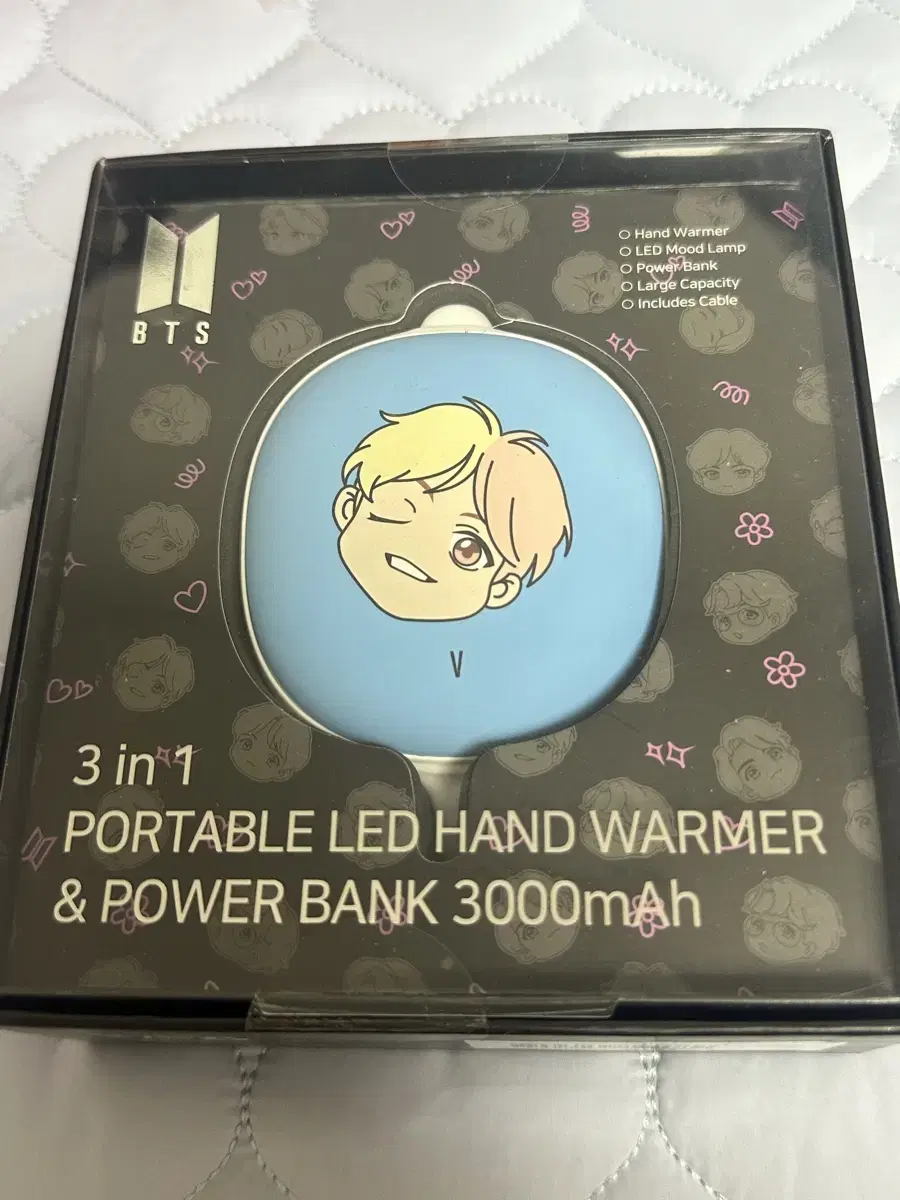 BTS
○ Hand Warmer
○ LED Mood Lamp
○ Power Bank
○ Large Capacity
○ Includes Cable
V
3 in 1
PORTABLE LED HAND WARMER
& POWER BANK 3000mAh